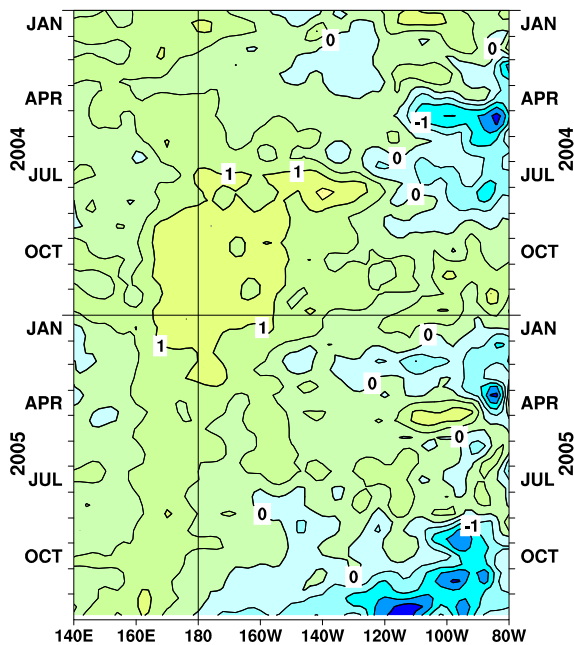 JAN JAN
0
0
APR APR
-1
2004 2004
0
JUL 1 1 JUL
0
OCT OCT
JAN 1 0 JAN
1
0
APR APR
0
2005 2005
JUL JUL
0 -1
OCT OCT
0
140E 160E 180 160W 140W 120W 100W 80W